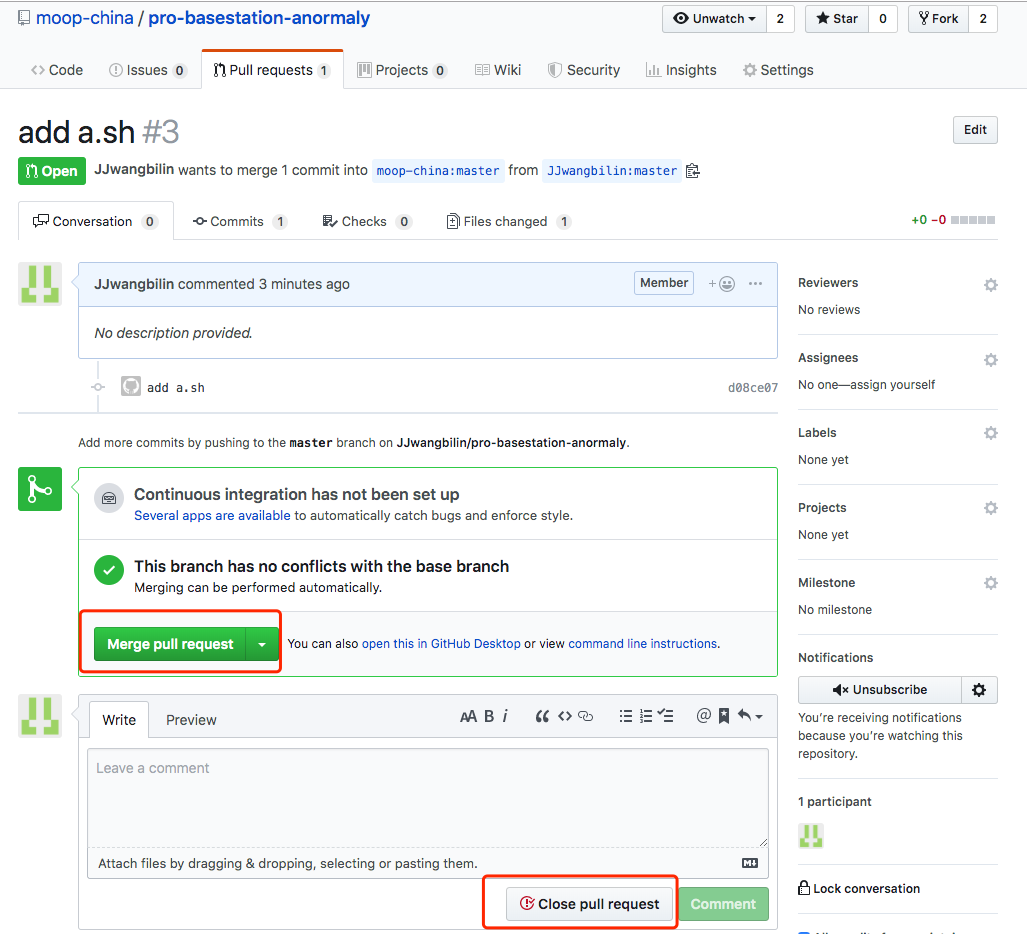 moop-china / pro-basestation-anormaly
Unwatch 2 Star 0 Fork 2
Code Issues 0 Pull requests 1 Projects 0 Wiki Security Insights Settings
add a.sh #3
Edit
Open JJwangbilin wants to merge 1 commit into moop-china:master from JJwangbilin:master
Conversation 0 Commits 1 Checks 0 Files changed 1 +0 −0
JJwangbilin commented 3 minutes ago Member
No description provided.
add a.sh d08ce07
Add more commits by pushing to the master branch on JJwangbilin/pro-basestation-anormaly.
Continuous integration has not been set up
Several apps are available to automatically catch bugs and enforce style.
This branch has no conflicts with the base branch
Merging can be performed automatically.
Merge pull request You can also open this in GitHub Desktop or view command line instructions.
Write Preview
AA B i
Leave a comment
Attach files by dragging & dropping, selecting or pasting them.
Close pull request Comment
Reviewers
No reviews
Assignees
No one—assign yourself
Labels
None yet
Projects
None yet
Milestone
No milestone
Notifications
Unsubscribe
You're receiving notifications
because you're watching this
repository.
1 participant
Lock conversation